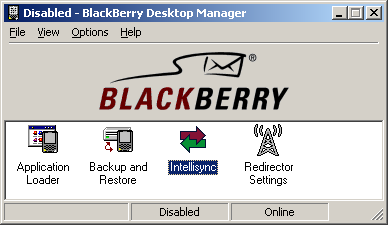 Disabled - BlackBerry Desktop Manager
File View Options Help
®
BLACKBERRY
Application Loader
Backup and Restore
Intellisync
Redirector Settings
Disabled Online